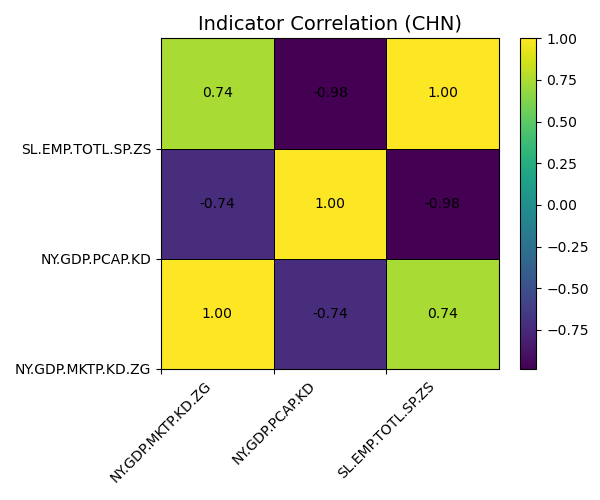 Indicator Correlation (CHN)
0.74 -0.98 1.00
SL.EMP.TOTL.SP.ZS
-0.74 1.00 -0.98
NY.GDP.PCAP.KD
1.00 -0.74 0.74
NY.GDP.MKTP.KD.ZG
NY.GDP.MKTP.KD.ZG
NY.GDP.PCAP.KD
SL.EMP.TOTL.SP.ZS
1.00
0.75
0.50
0.25
0.00
−0.25
−0.50
−0.75